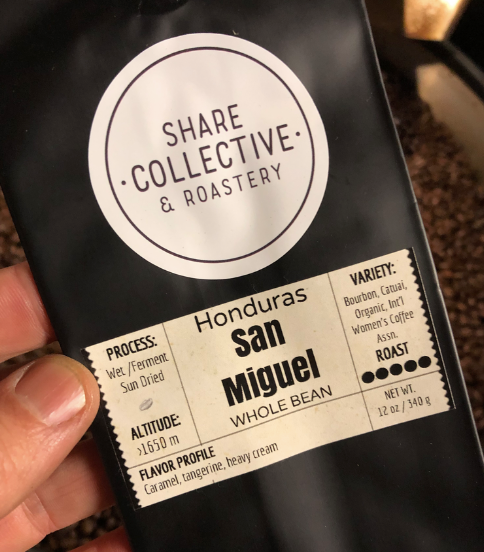 SHARE
·COLLECTIVE·
& ROASTERY
PROCESS:
Wet /Ferment
Sun Dried
ALTITUDE:
>1650 m
Honduras
San
Miguel
WHOLE BEAN
VARIETY:
Bourbon, Catuai,
Organic, Int'l
Women's Coffee
Assn.
ROAST
NET WT.
12 oz / 340 g
FLAVOR PROFILE
Caramel, tangerine, heavy cream